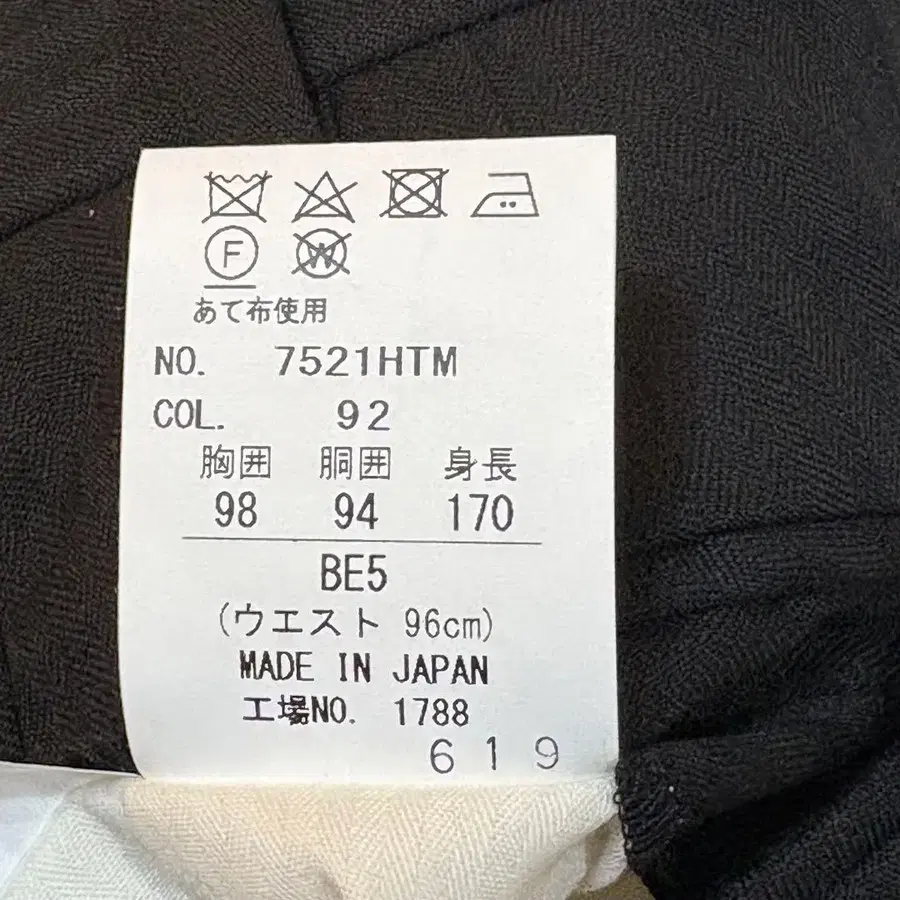 F W
あて布使用
NO. 7521HTM
COL. 92
胸囲 胴囲 身長
98 94 170
BE5
(ウエスト 96cm)
MADE IN JAPAN
工場NO. 1788
619